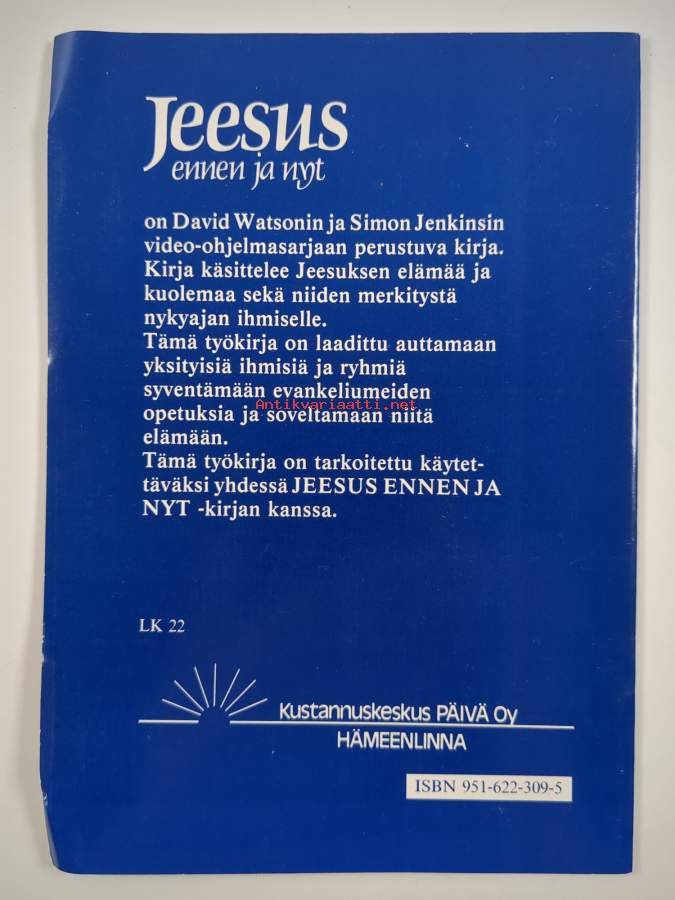 Jeesus
ennen ja nyt
on David Watsonin ja Simon Jenkinsin
video-ohjelmasarjaan perustuva kirja.
Kirja käsittelee Jeesuksen elämää ja
kuolemaa sekä niiden merkitystä
nykyajan ihmiselle.
Tämä työkirja on laadittu auttamaan
yksityisiä ihmisiä ja ryhmiä
syventämään evankeliumeiden
opetuksia ja soveltamaan niitä
Antikvariaatti.net
elämään.
Tämä työkirja on tarkoitettu käytet-
täväksi yhdessä JEESUS ENNEN JA
NYT -kirjan kanssa.
LK 22
Kustannuskeskus PÄIVÄ Oy
HÄMEENLINNA
ISBN 951-622-309-5